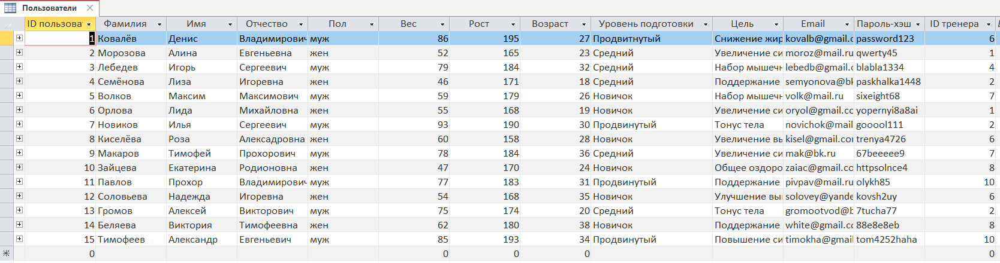 Пользователи
ID пользоват Фамилия Имя Отчество Пол Вес Рост Возраст Уровень подготовки Цель Email Пароль-хэш ID тренера
1 Ковалёв Денис Владимирович муж 86 195 27 Продвитнутый Снижение жир kovalb@gmail.c password123 6
2 Морозова Алина Евгеньевна жен 52 165 23 Средний Увеличение си moroz@mail.ru qwerty45 1
3 Лебедев Игорь Сергеевич муж 79 184 32 Средний Набор мышечн lebedb@gmail.c blabla1334 4
4 Семёнова Лиза Игоревна жен 46 171 18 Средний Поддержание semyonova@bk paskhalka1448 2
5 Волков Максим Максимович муж 59 179 26 Новичок Набор мышечн volk@mail.ru sixeight68 7
6 Орлова Лида Михайловна жен 55 168 19 Новичок Увеличение си oryol@gmail.co yopernyi8a8ai 1
7 Новиков Илья Сергеевич муж 93 190 30 Продвинутый Тонус тела novichok@mail gooool111 2
8 Киселёва Роза Алексадровна жен 60 158 28 Новичок Увеличение вы kisel@gmail.co trenya4726 6
9 Макаров Тимофей Прохорович муж 78 184 36 Средний Увеличение си mak@bk.ru 67beeeee9 7
10 Зайцева Екатерина Родионовна жен 47 170 24 Новичок Общее оздоро zaiac@gmail.co httpsolnce4 8
11 Павлов Прохор Владимирович муж 77 183 31 Продвинутый Поддержание pivpav@mail.ru olykh85 10
12 Соловьева Надежда Игоревна жен 54 168 35 Новичок Улучшение вын solovey@yande kovsh2uy 6
13 Громов Алексей Викторович муж 75 174 20 Средний Тонус тела gromootvod@b 7tucha77 2
14 Беляева Виктория Тимофеевна жен 62 180 38 Новичок Поддержание white@gmail.co 88e8e8eb 8
15 Тимофеев Александр Евгеньевич муж 85 193 34 Продвинутый Повышение си timokha@gmail tom4252haha 10
0 0 0 0 0